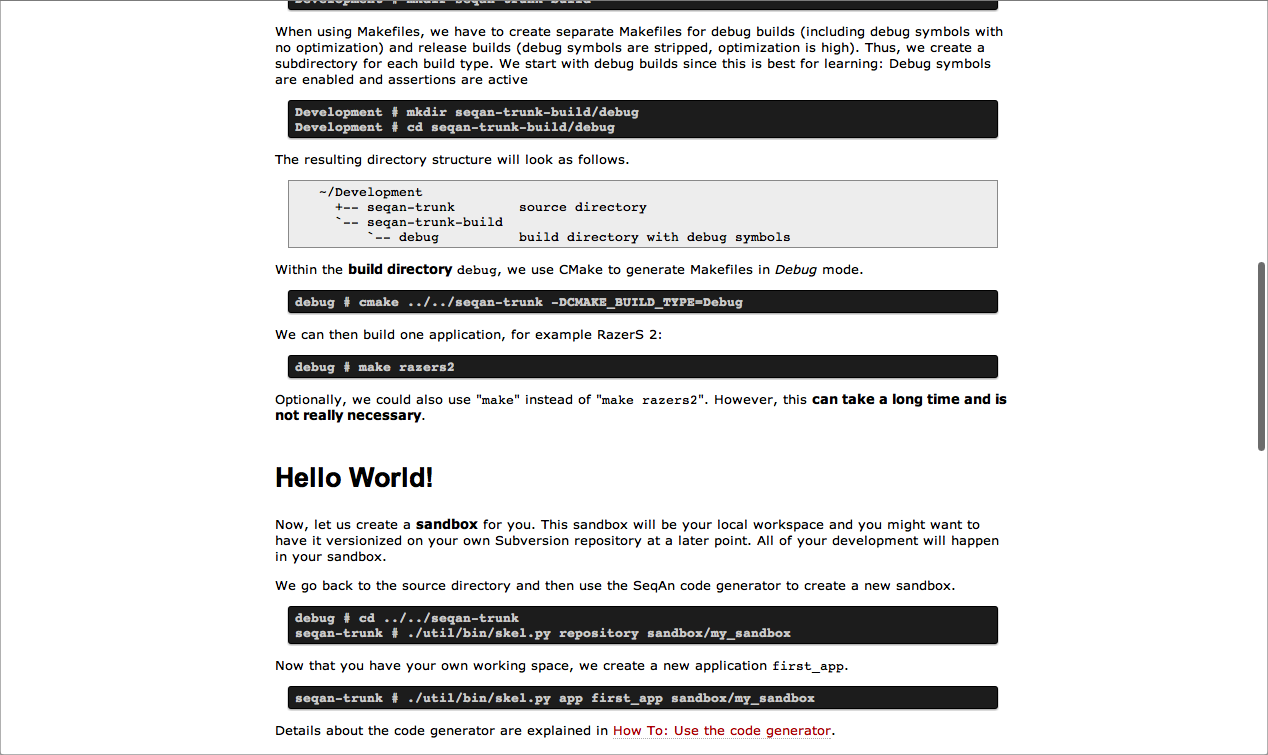 Development # mkdir seqan-trunk-build
When using Makefiles, we have to create separate Makefiles for debug builds (including debug symbols with
no optimization) and release builds (debug symbols are stripped, optimization is high). Thus, we create a
subdirectory for each build type. We start with debug builds since this is best for learning: Debug symbols
are enabled and assertions are active
Development # mkdir seqan-trunk-build/debug
Development # cd seqan-trunk-build/debug
The resulting directory structure will look as follows.
~/Development
+-- seqan-trunk        source directory
`-- seqan-trunk-build
`-- debug          build directory with debug symbols
Within the build directory debug, we use CMake to generate Makefiles in Debug mode.
debug # cmake ../../seqan-trunk -DCMAKE_BUILD_TYPE=Debug
We can then build one application, for example RazerS 2:
debug # make razers2
Optionally, we could also use "make" instead of "make razers2". However, this can take a long time and is
not really necessary.
Hello World!
Now, let us create a sandbox for you. This sandbox will be your local workspace and you might want to
have it versionized on your own Subversion repository at a later point. All of your development will happen
in your sandbox.
We go back to the source directory and then use the SeqAn code generator to create a new sandbox.
debug # cd ../../seqan-trunk
seqan-trunk # ./util/bin/skel.py repository sandbox/my_sandbox
Now that you have your own working space, we create a new application first_app.
seqan-trunk # ./util/bin/skel.py app first_app sandbox/my_sandbox
Details about the code generator are explained in How To: Use the code generator.